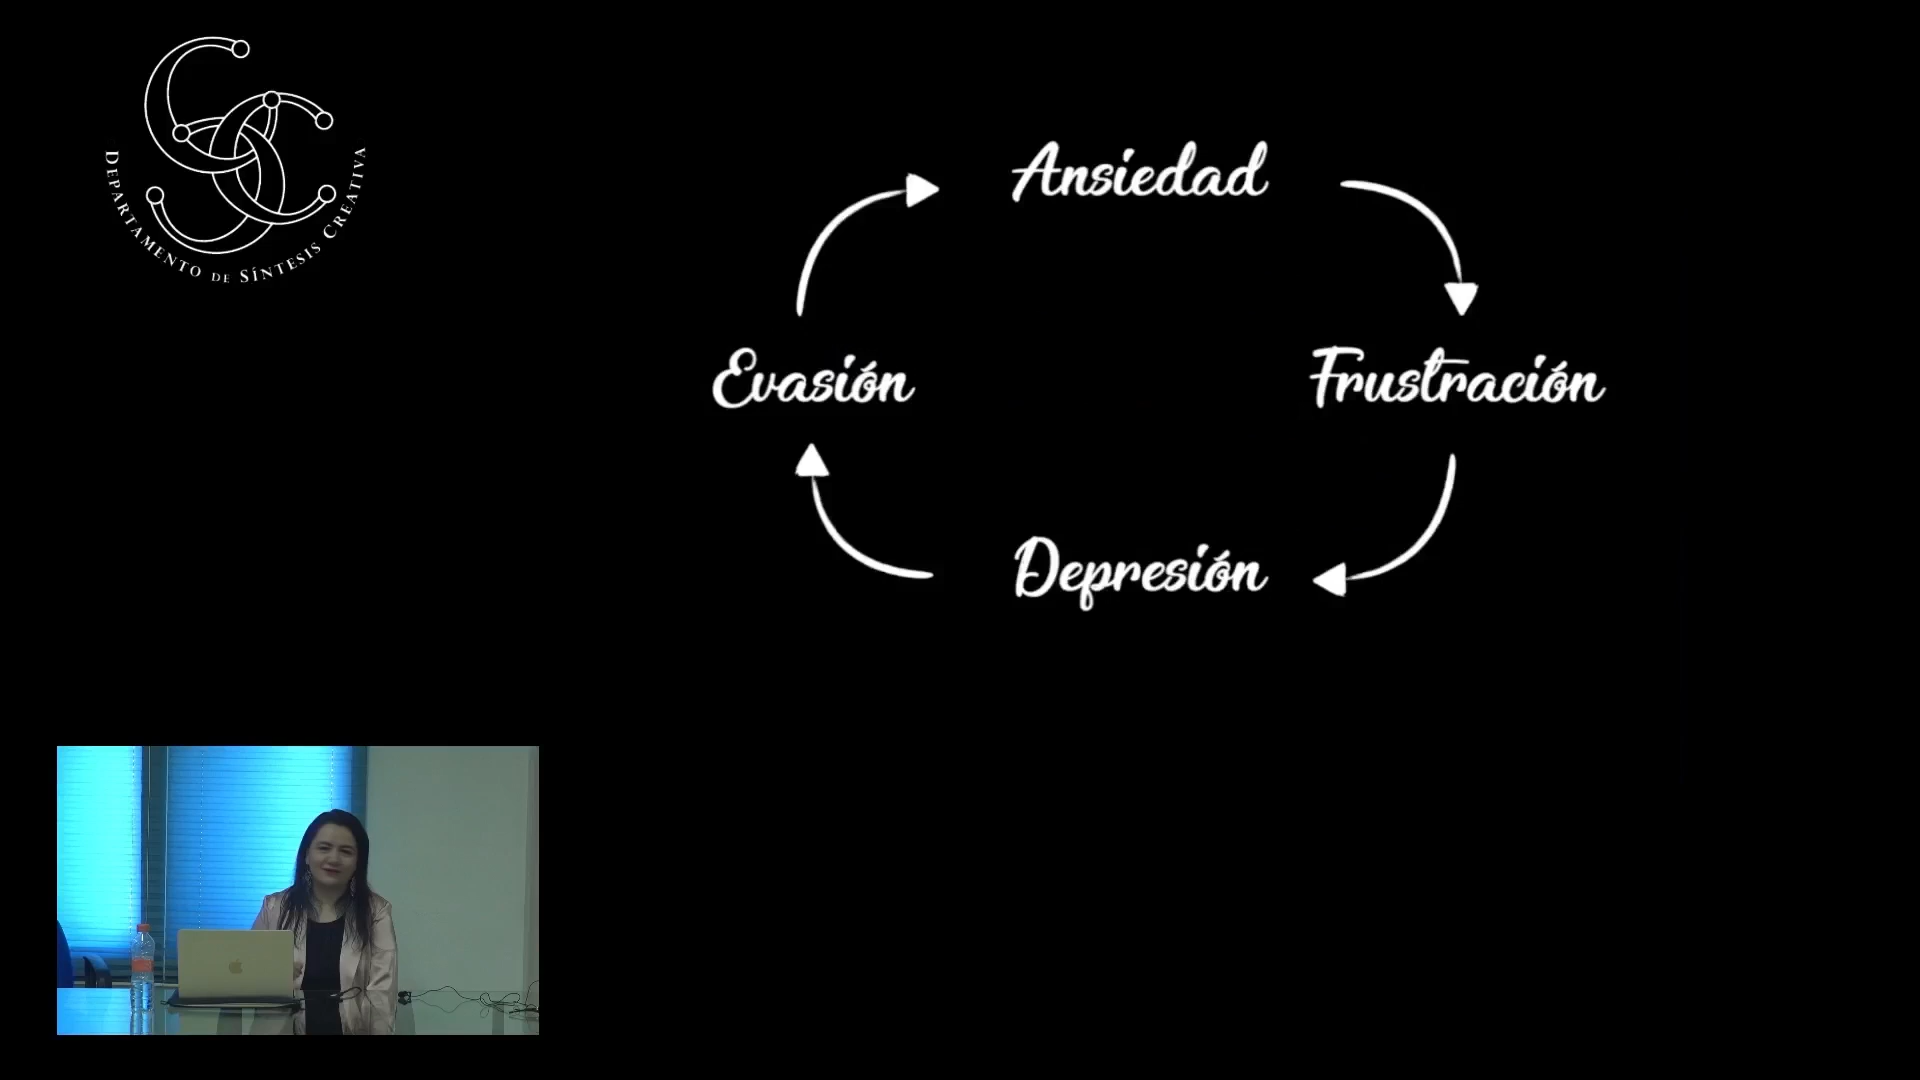 DEPARTAMENTO DE SÍNTESIS CREATIVA
Ansiedad
Evasión
Frustración
Depresión